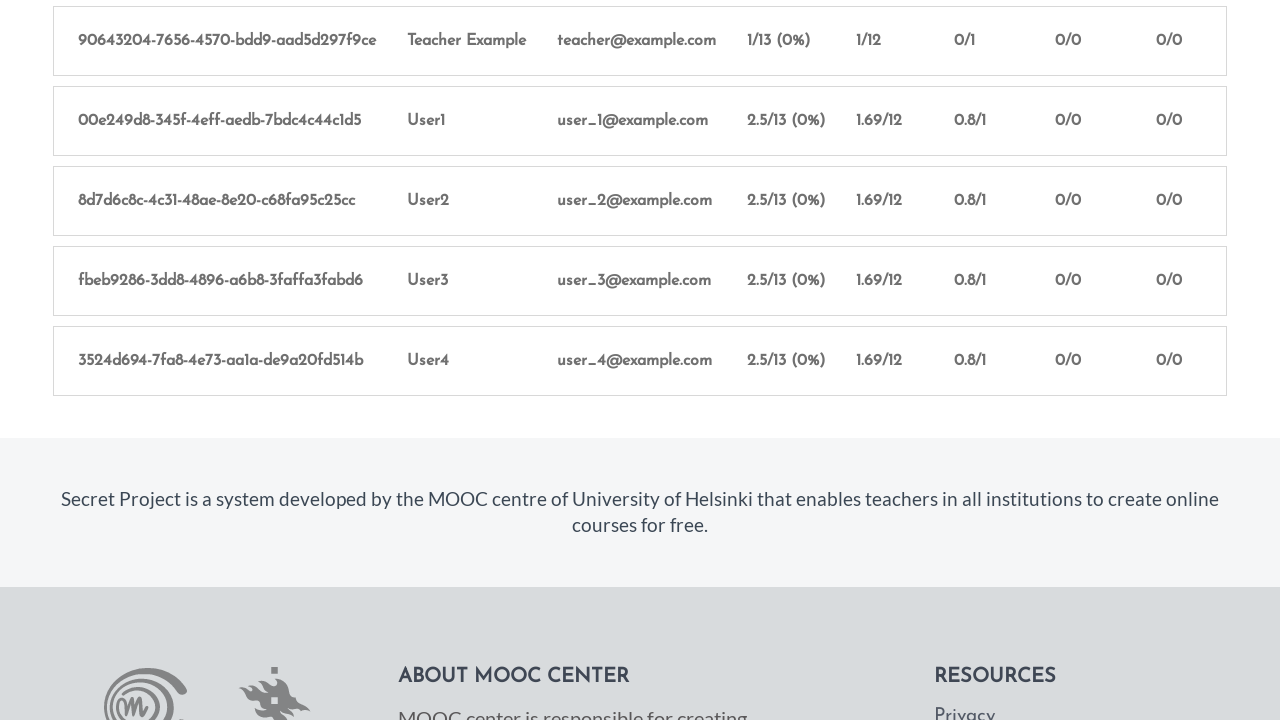 90643204-7656-4570-bdd9-aad5d297f9ce Teacher Example teacher@example.com 1/13 (0%) 1/12 0/1 0/0 0/0
00e249d8-345f-4eff-aedb-7bdc4c44c1d5 User1 user_1@example.com 2.5/13 (0%) 1.69/12 0.8/1 0/0 0/0
8d7d6c8c-4c31-48ae-8e20-c68fa95c25cc User2 user_2@example.com 2.5/13 (0%) 1.69/12 0.8/1 0/0 0/0
fbeb9286-3dd8-4896-a6b8-3faffa3fabd6 User3 user_3@example.com 2.5/13 (0%) 1.69/12 0.8/1 0/0 0/0
3524d694-7fa8-4e73-aa1a-de9a20fd514b User4 user_4@example.com 2.5/13 (0%) 1.69/12 0.8/1 0/0 0/0
Secret Project is a system developed by the MOOC centre of University of Helsinki that enables teachers in all institutions to create online
courses for free.
ABOUT MOOC CENTER
MOOC center is responsible for creating
RESOURCES
Privacy